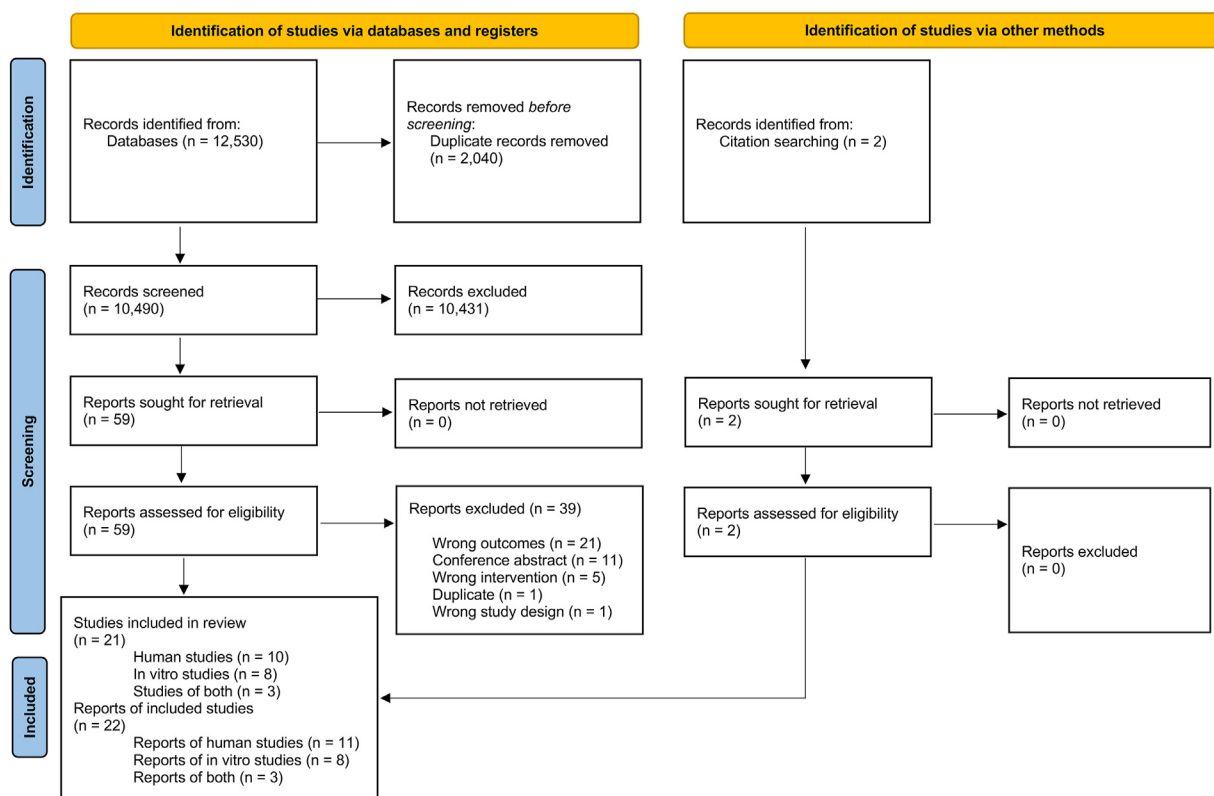 Identification of studies via databases and registers
Identification of studies via other methods
Identification
Records identified from:
Databases (n = 12,530)
Records removed before
screening:
Duplicate records removed
(n = 2,040)
Records identified from:
Citation searching (n = 2)
Screening
Records screened
(n = 10,490)
Records excluded
(n = 10,431)
Reports sought for retrieval
(n = 59)
Reports not retrieved
(n = 0)
Reports sought for retrieval
(n = 2)
Reports not retrieved
(n = 0)
Reports assessed for eligibility
(n = 59)
Reports excluded (n = 39)
Wrong outcomes (n = 21)
Conference abstract (n = 11)
Wrong intervention (n = 5)
Duplicate (n = 1)
Wrong study design (n = 1)
Reports assessed for eligibility
(n = 2)
Reports excluded
(n = 0)
Included
Studies included in review
(n = 21)
Human studies (n = 10)
In vitro studies (n = 8)
Studies of both (n = 3)
Reports of included studies
(n = 22)
Reports of human studies (n = 11)
Reports of in vitro studies (n = 8)
Reports of both (n = 3)